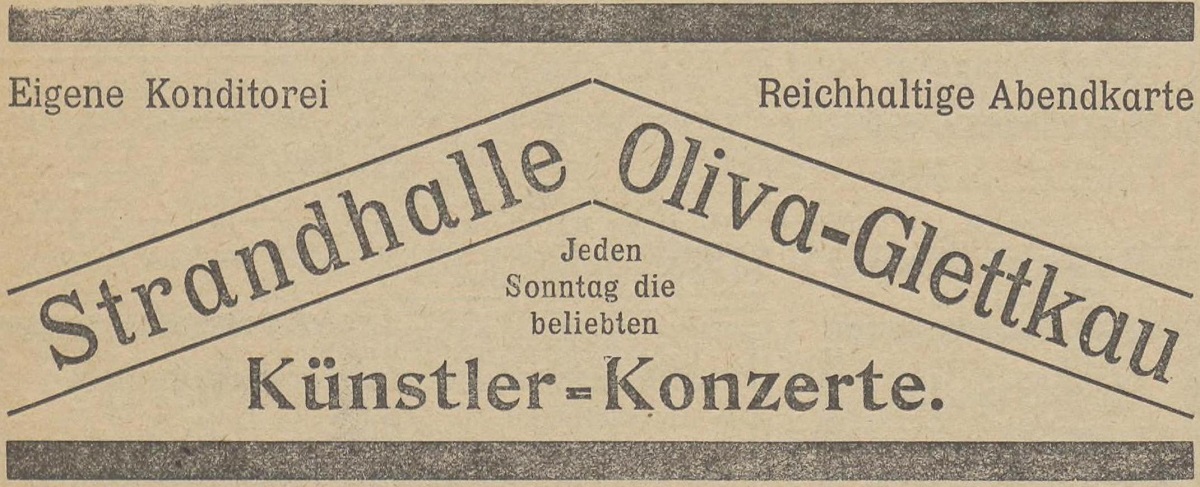 Eigene Konditorei
Reichhaltige Abendkarte
Strandhalle Oliva-Glettkau
Jeden
Sonntag die
beliebten
Künstler=Konzerte.